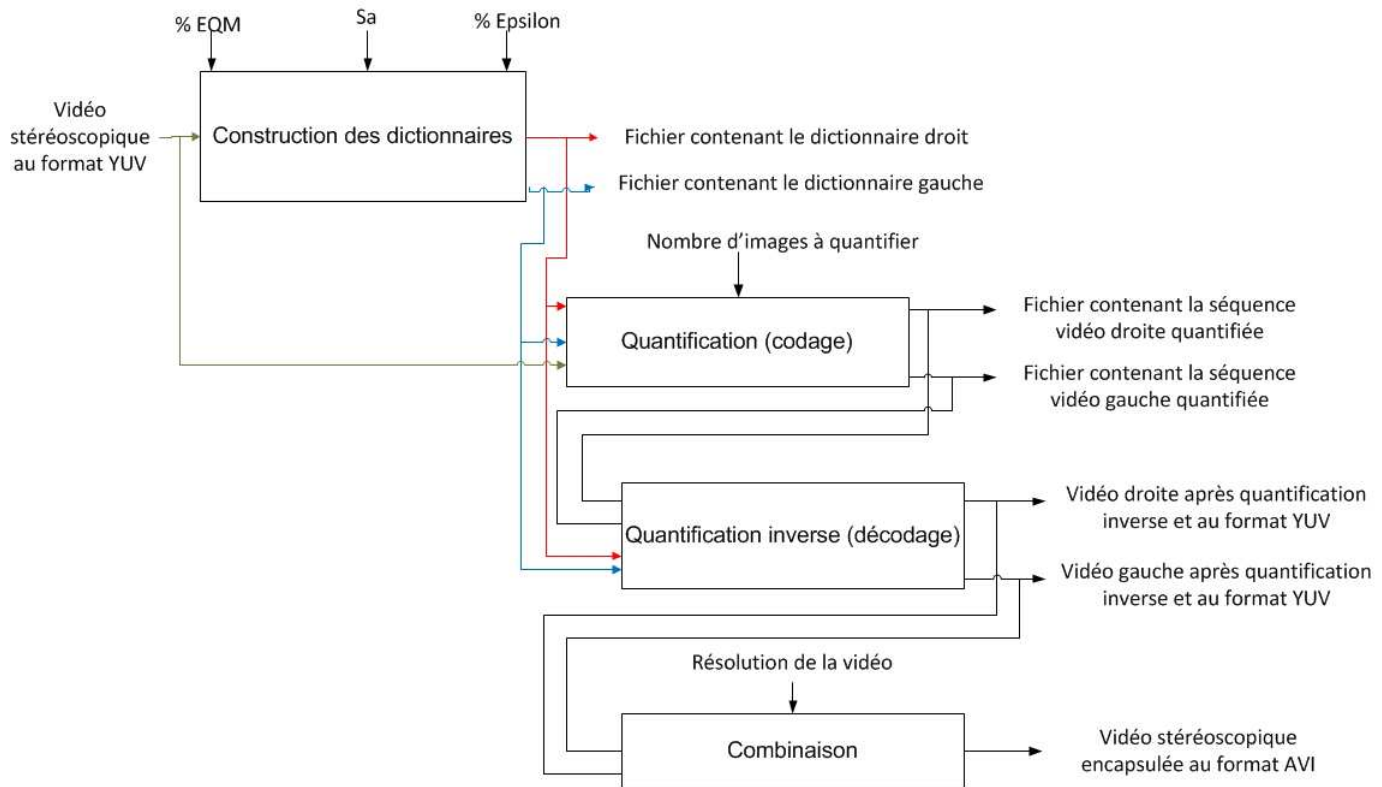 % EQM
Sa
% Epsilon
Vidéo
stéréoscopique
au format YUV
Construction des dictionnaires
Fichier contenant le dictionnaire droit
Fichier contenant le dictionnaire gauche
Nombre d'images à quantifier
Quantification (codage)
Fichier contenant la séquence
vidéo droite quantifiée
Fichier contenant la séquence
vidéo gauche quantifiée
Quantification inverse (décodage)
Vidéo droite après quantification
inverse et au format YUV
Vidéo gauche après quantification
inverse et au format YUV
Résolution de la vidéo
Combinaison
Vidéo stéréoscopique
encapsulée au format AVI